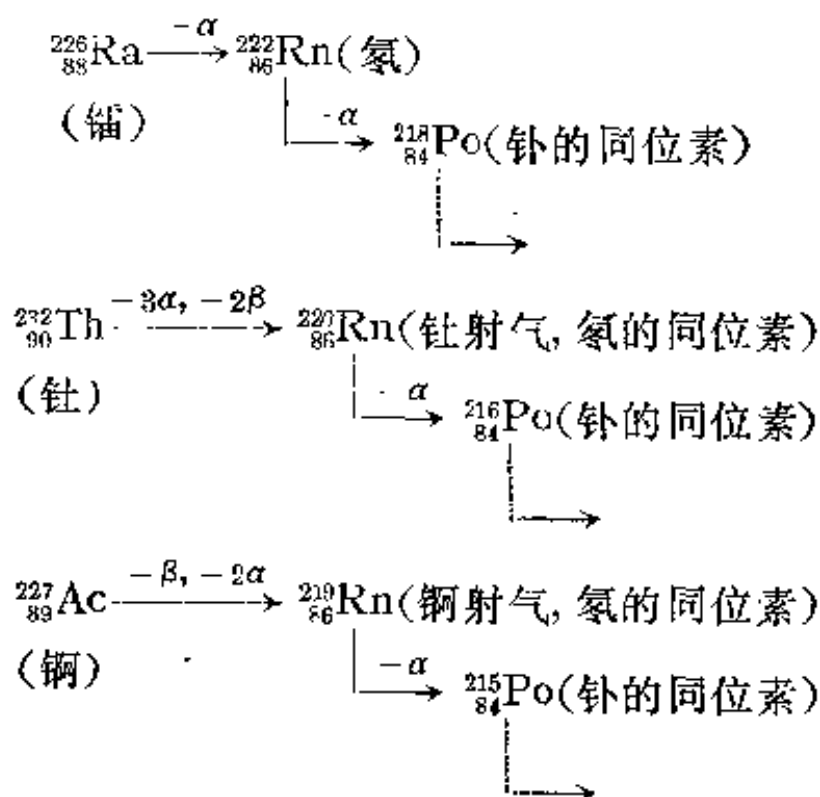 ²²⁶₈₈Ra —−α→ ²²²₈₆Rn(氡)
(镭)
-α→ ²¹⁸₈₄Po(钋的同位素)
²³²₉₀Th —−3α, −2β→ ²²⁰₈₆Rn(钍射气, 氡的同位素)
(钍)
-α→ ²¹⁶₈₄Po(钋的同位素)
²²⁷₈₉Ac —−β, −2α→ ²¹⁹₈₆Rn(锕射气, 氡的同位素)
(锕)
−α→ ²¹⁵₈₄Po(钋的同位素)